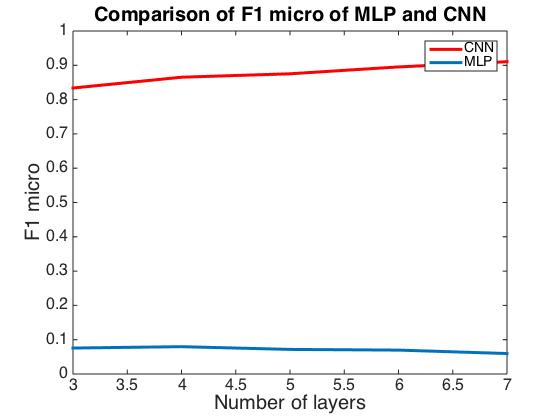 Comparison of F1 micro of MLP and CNN
1
0.9
0.8
0.7
0.6
0.5
0.4
0.3
0.2
0.1
0
F1 micro
CNN
MLP
3 3.5 4 4.5 5 5.5 6 6.5 7
Number of layers